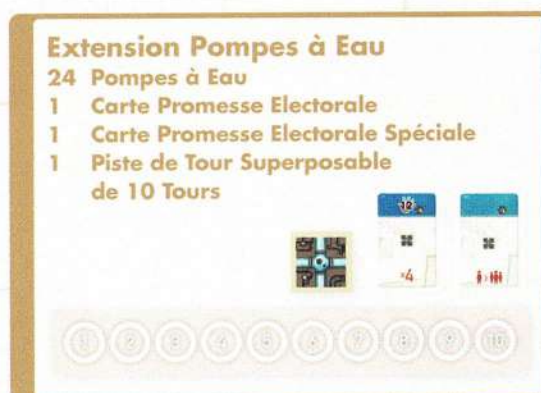 Extension Pompes à Eau
24 Pompes à Eau
1 Carte Promesse Electorale
1 Carte Promesse Electorale Spéciale
1 Piste de Tour Superposable
de 10 Tours
12
×4
1 2 3 4 5 6 7 8 9 10